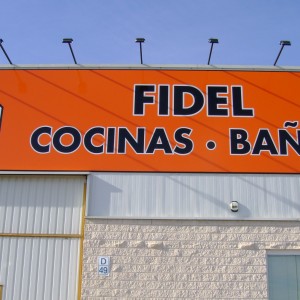 FIDEL
COCINAS · BAÑ
D
49